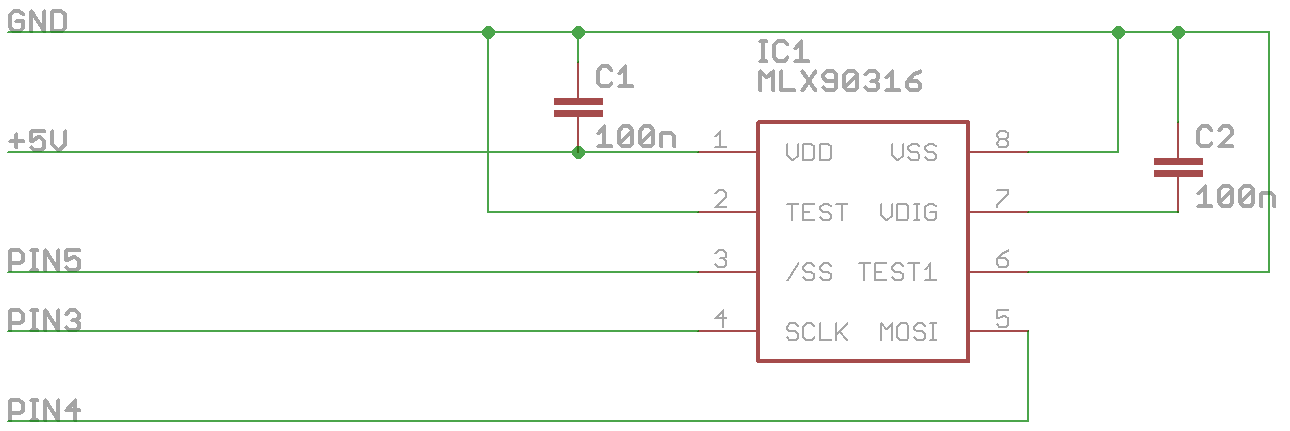 GND
IC1
MLX90316
C1
100n
+5V
1
VDD
VSS
8
C2
100n
2
TEST
VDIG
7
PIN5
3
/SS
TEST1
6
PIN3
4
SCLK
MOSI
5
PIN4